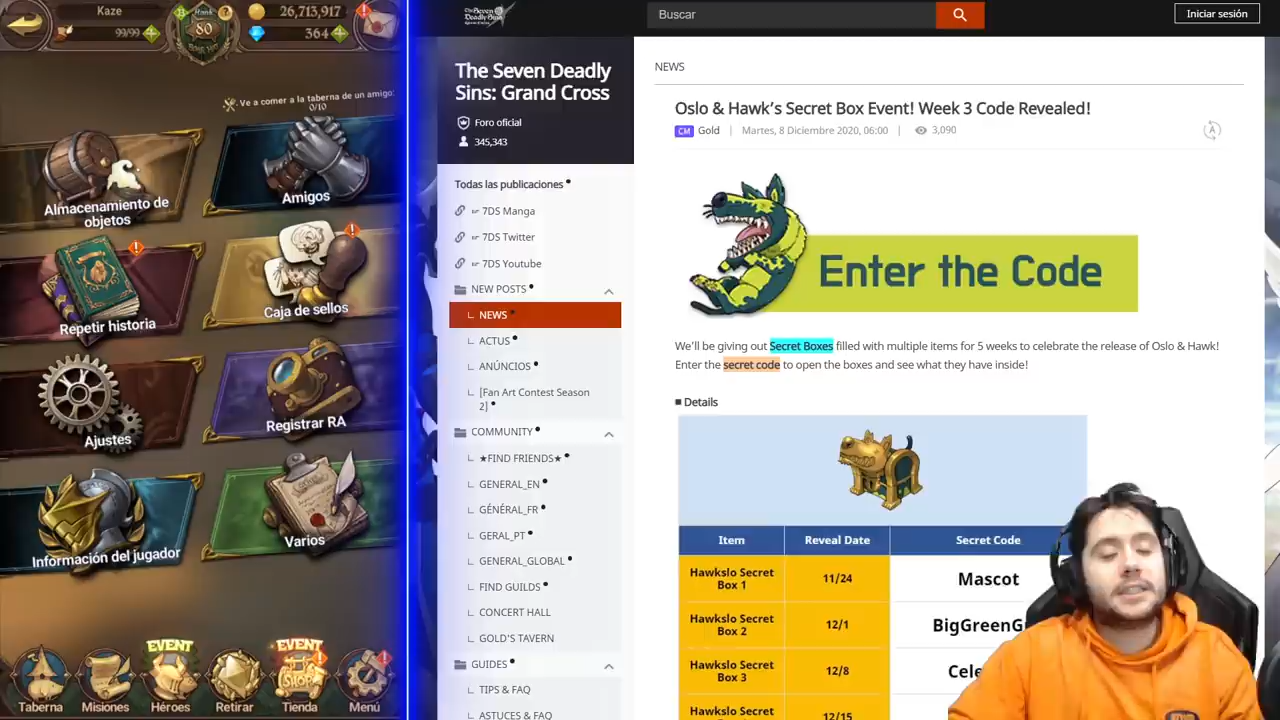 Kaze
99/99
Rank
80
26,713,917
364
Ve a comer a la taberna de un amigo:
0/10
Almacenamiento de
objetos
Amigos
Repetir historia
Caja de sellos
Ajustes
Registrar RA
Información del jugador
Varios
EVENT
EVENT
SHOP
Taberna
Misiones
Héroes
Retirar
Tienda
Menú
The Seven
Deadly Sins
Buscar
Iniciar sesión
The Seven Deadly
Sins: Grand Cross
Foro oficial
345,343
Todas las publicaciones
☞ 7DS Manga
☞ 7DS Twitter
☞ 7DS Youtube
NEW POSTS
NEWS
ACTUS
ANÚNCIOS
[Fan Art Contest Season
2]
COMMUNITY
★FIND FRIENDS★
GENERAL_EN
GÉNÉRAL_FR
GERAL_PT
GENERAL_GLOBAL
FIND GUILDS
CONCERT HALL
GOLD'S TAVERN
GUIDES
TIPS & FAQ
ASTUCES & FAQ
NEWS
Oslo & Hawk's Secret Box Event! Week 3 Code Revealed!
CM Gold | Martes, 8 Diciembre 2020, 06:00 | 3,090
A
Enter the Code
We'll be giving out Secret Boxes filled with multiple items for 5 weeks to celebrate the release of Oslo & Hawk!
Enter the secret code to open the boxes and see what they have inside!
■ Details
Item Reveal Date Secret Code
Hawkslo Secret
Box 1
11/24
Mascot
Hawkslo Secret
Box 2
12/1
BigGreenG
Hawkslo Secret
Box 3
12/8
Cele
Hawkslo Secret
12/15